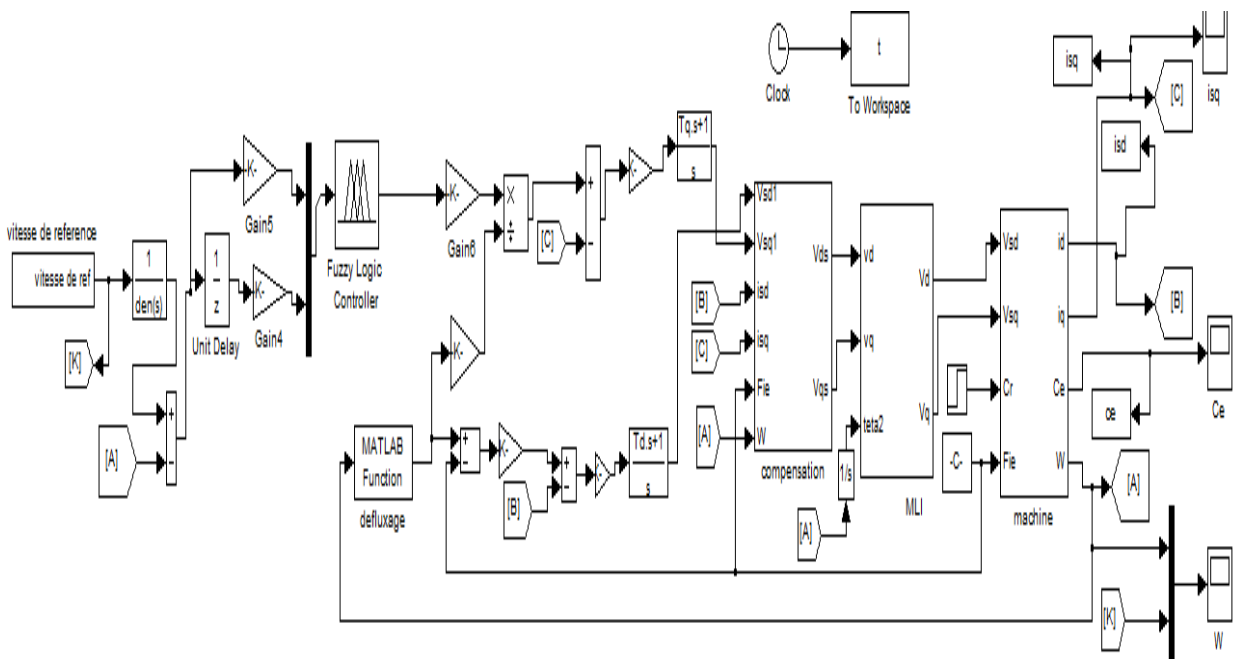 vitesse de reference
vitesse de ref
[K]
[A]
1
den(s)
+
-
-K-
Gain5
1
z
Unit Delay
-K-
Gain4
Fuzzy Logic
Controller
-K-
Gain6
×
÷
[C]
+
-
K-
Tq.s+1
s
-K-
MATLAB
Function
defluxage
+
-
K-
[B]
+
-
K-
Td.s+1
s
Clock
t
To Workspace
[B]
[C]
[A]
Vsd1
Vsq1
isd
isq
Fie
W
Vds
Vqs
compensation
1/s
[A]
vd
vq
teta2
Vd
Vq
MLI
-C-
Vsd
Vsq
Cr
Fie
id
iq
Ce
W
machine
isq
isd
[C]
isq
[B]
ce
Ce
[A]
[K]
W